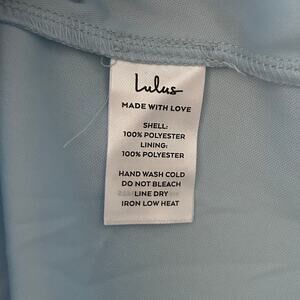 Lulus
MADE WITH LOVE
SHELL:
100% POLYESTER
LINING:
100% POLYESTER
HAND WASH COLD
DO NOT BLEACH
LINE DRY
IRON LOW HEAT